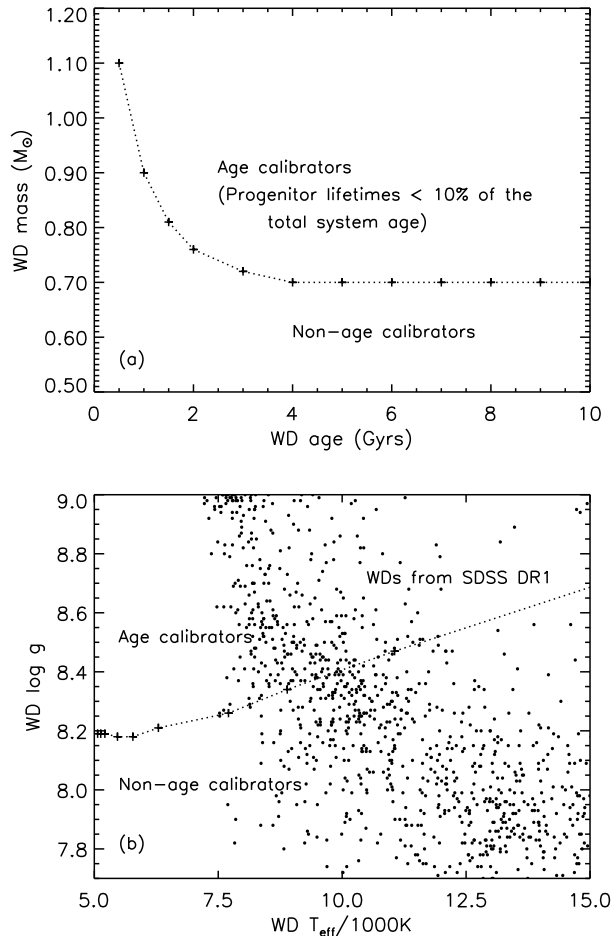 1.10
1.00
0.90
0.80
0.70
0.60
0.50
WD mass (M⊙)
Age calibrators
(Progenitor lifetimes < 10% of the
total system age)
Non-age calibrators
(a)
0 2 4 6 8 10
WD age (Gyrs)
9.0
8.8
8.6
8.4
8.2
8.0
7.8
WD log g
WDs from SDSS DR1
Age calibrators
Non-age calibrators
(b)
5.0 7.5 10.0 12.5 15.0
WD Teff/1000K